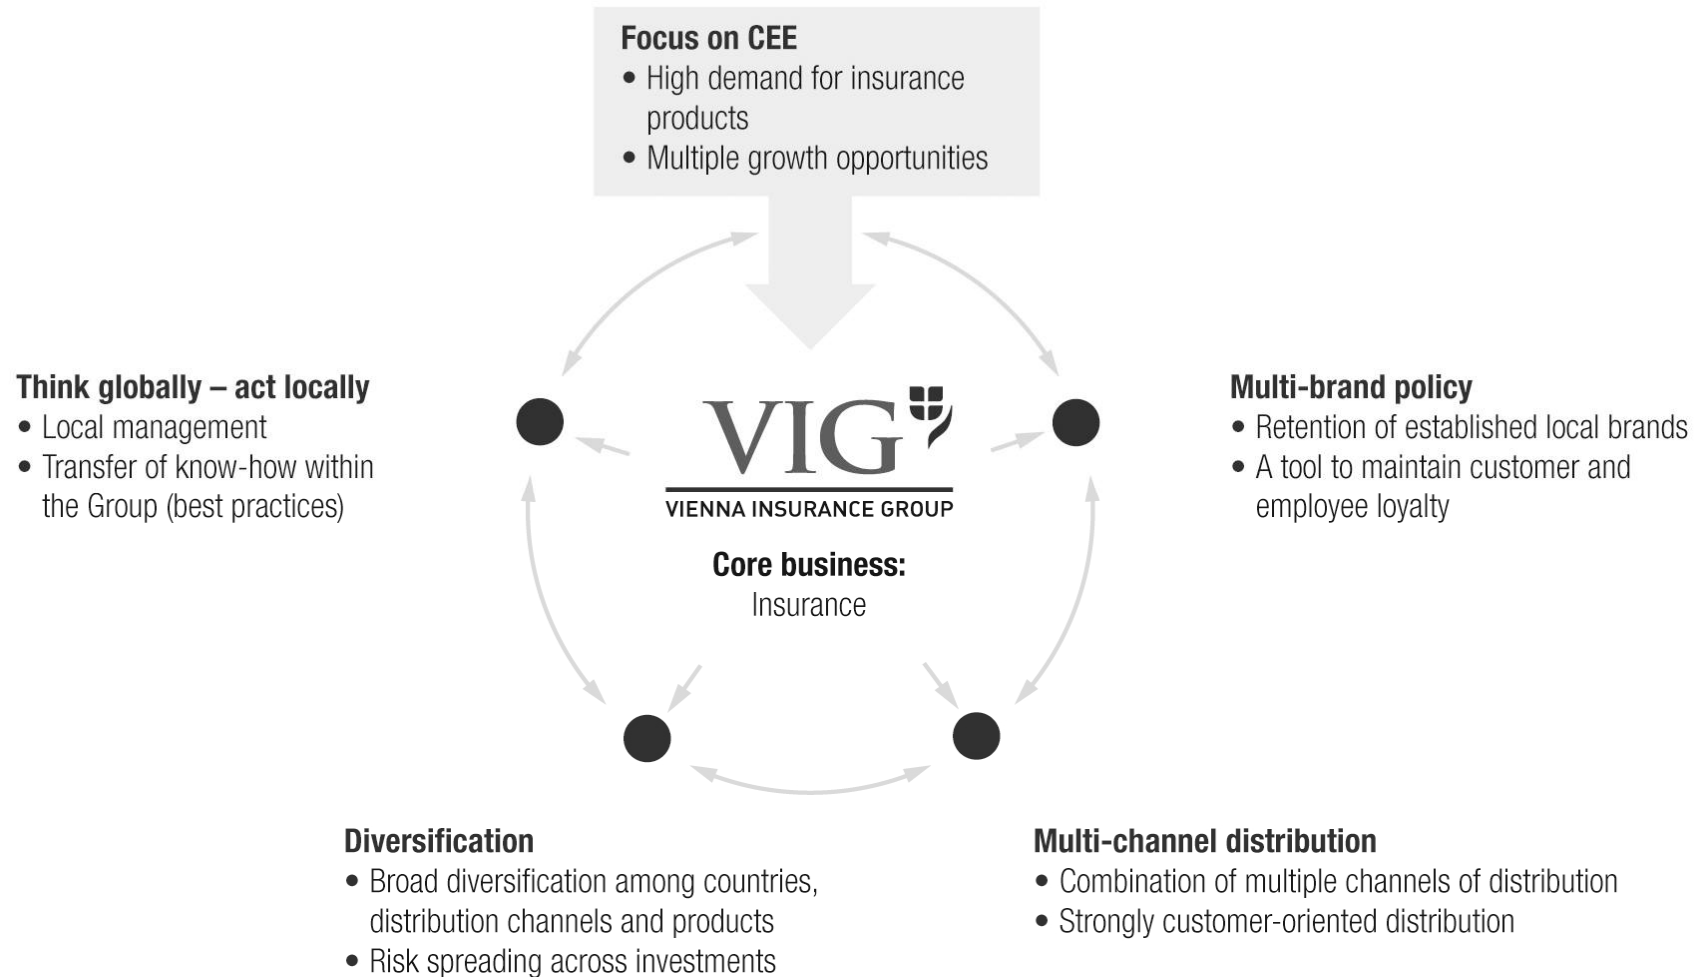 Focus on CEE
• High demand for insurance
products
• Multiple growth opportunities
Think globally – act locally
• Local management
• Transfer of know-how within
the Group (best practices)
VIG
VIENNA INSURANCE GROUP
Core business:
Insurance
Multi-brand policy
• Retention of established local brands
• A tool to maintain customer and
employee loyalty
Diversification
• Broad diversification among countries,
distribution channels and products
• Risk spreading across investments
Multi-channel distribution
• Combination of multiple channels of distribution
• Strongly customer-oriented distribution